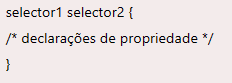 selector1 selector2 {
/* declarações de propriedade */
}